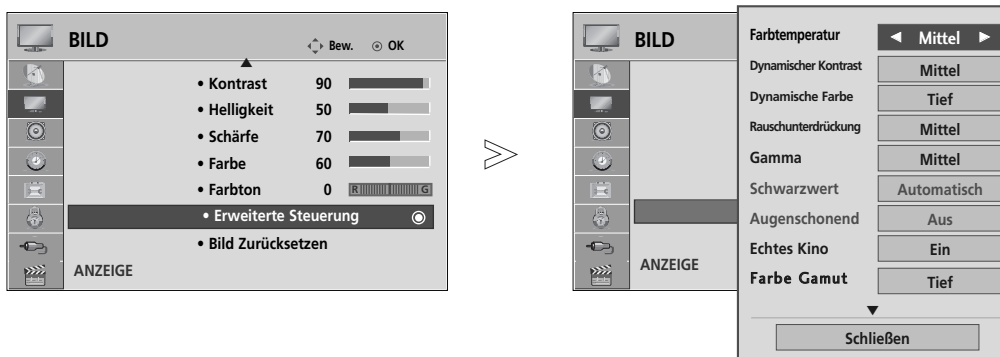 BILD
Bew. OK
• Kontrast 90
• Helligkeit 50
• Schärfe 70
• Farbe 60
• Farbton 0 R G
• Erweiterte Steuerung
• Bild Zurücksetzen
ANZEIGE
BILD
ANZEIGE
Farbtemperatur Mittel
Dynamischer Kontrast Mittel
Dynamische Farbe Tief
Rauschunterdrückung Mittel
Gamma Mittel
Schwarzwert Automatisch
Augenschonend Aus
Echtes Kino Ein
Farbe Gamut Tief
Schließen